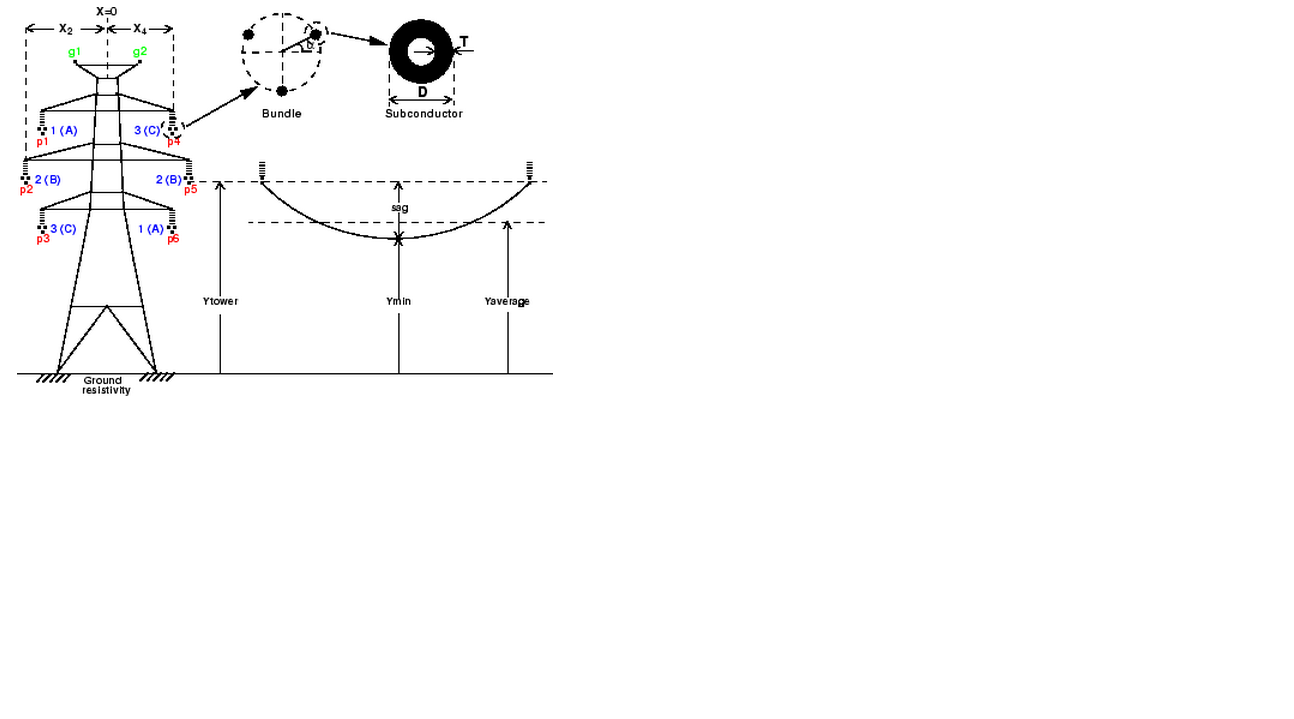 X=0
X2
X4
g1
g2
T
D
Bundle
Subconductor
1 (A)
3 (C)
p1
p4
2 (B)
2 (B)
p2
p5
3 (C)
1 (A)
p3
p6
sag
Ytower
Ymin
Yaverage
Ground
resistivity